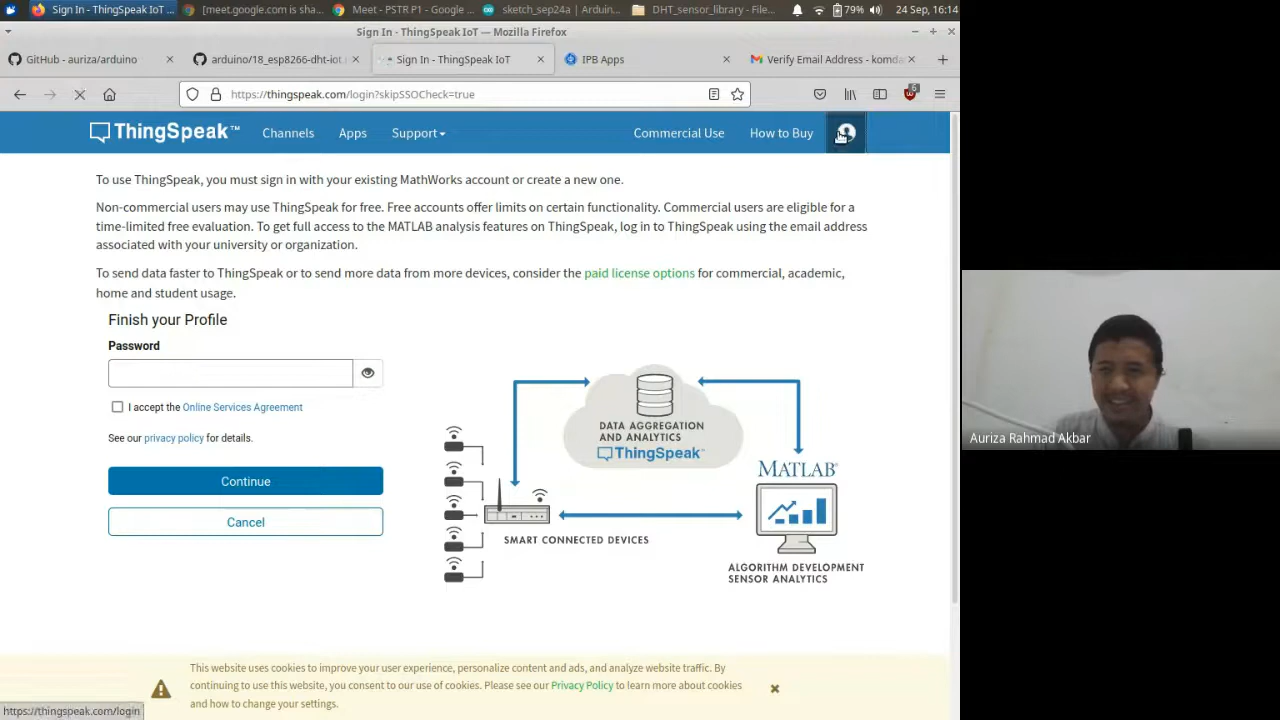 Sign In - ThingSpeak IoT ...
[meet.google.com is sha...
Meet - PSTR P1 - Google ...
sketch_sep24a | Arduin...
DHT_sensor_library - File...
79%
24 Sep, 16:14
Sign In - ThingSpeak IoT — Mozilla Firefox
GitHub - auriza/arduino
arduino/18_esp8266-dht-iot.i
Sign In - ThingSpeak IoT
IPB Apps
Verify Email Address - komda
https://thingspeak.com/login?skipSSOCheck=true
6
ThingSpeak™
Channels
Apps
Support
Commercial Use
How to Buy
To use ThingSpeak, you must sign in with your existing MathWorks account or create a new one.
Non-commercial users may use ThingSpeak for free. Free accounts offer limits on certain functionality. Commercial users are eligible for a
time-limited free evaluation. To get full access to the MATLAB analysis features on ThingSpeak, log in to ThingSpeak using the email address
associated with your university or organization.
To send data faster to ThingSpeak or to send more data from more devices, consider the paid license options for commercial, academic,
home and student usage.
Finish your Profile
Password
I accept the Online Services Agreement
See our privacy policy for details.
Continue
Cancel
DATA AGGREGATION
AND ANALYTICS
ThingSpeak™
SMART CONNECTED DEVICES
MATLAB®
ALGORITHM DEVELOPMENT
SENSOR ANALYTICS
Auriza Rahmad Akbar
This website uses cookies to improve your user experience, personalize content and ads, and analyze website traffic. By
continuing to use this website, you consent to our use of cookies. Please see our Privacy Policy to learn more about cookies
and how to change your settings.
https://thingspeak.com/login